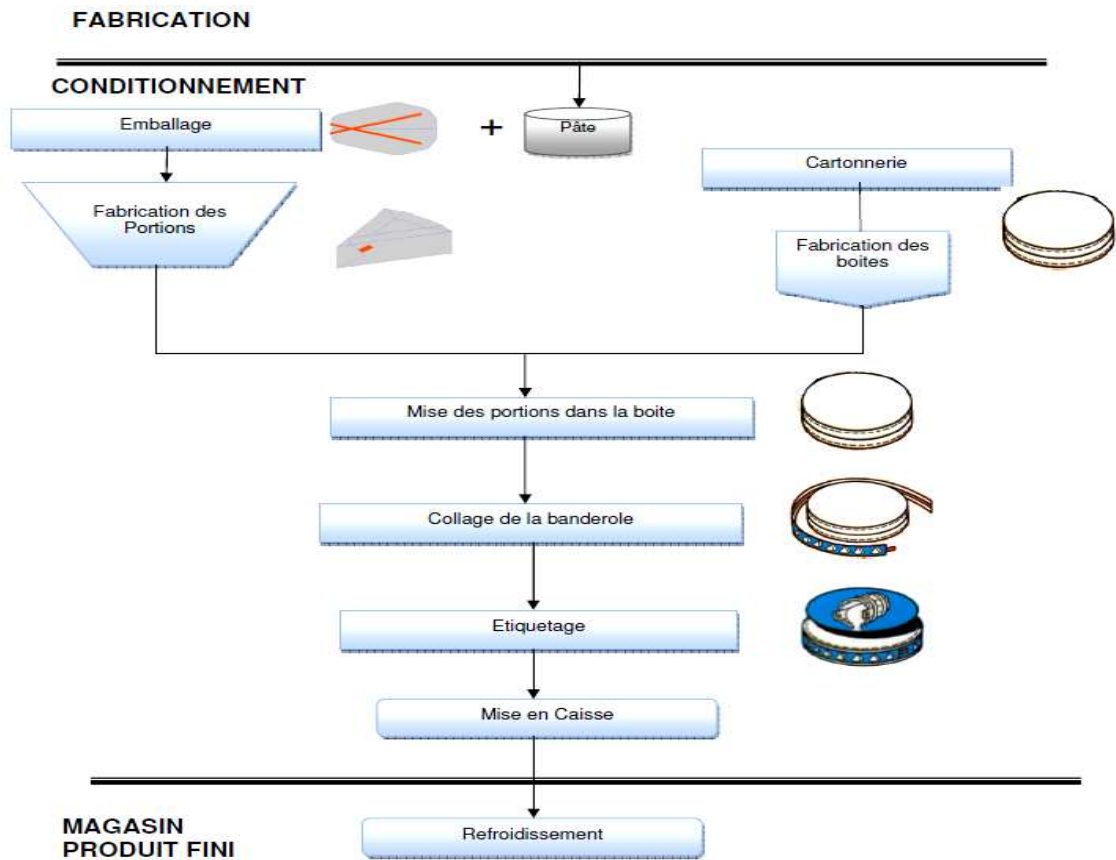 FABRICATION
CONDITIONNEMENT
Emballage
+
Pâte
Cartonnerie
Fabrication des
Portions
Fabrication des
boites
Mise des portions dans la boite
Collage de la banderole
Etiquetage
Mise en Caisse
MAGASIN
PRODUIT FINI
Refroidissement